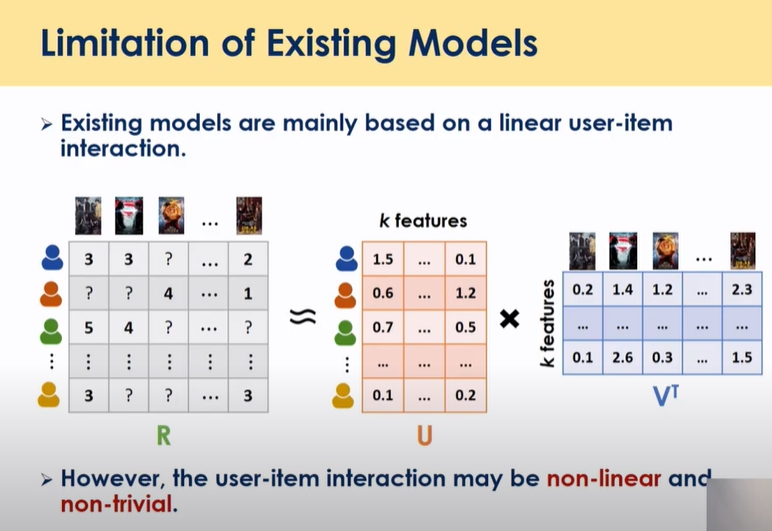 Limitation of Existing Models
➢ Existing models are mainly based on a linear user-item
interaction.
...
k features
...
3 3 ? ... 2
? ? 4 ... 1
5 4 ? ... ?
⋮ ⋮ ⋮ ⋮ ⋮ ⋮
3 ? ? ... 3
R
≈
1.5 ... 0.1
0.6 ... 1.2
0.7 ... 0.5
⋮ ... ... ...
0.1 ... 0.2
U
×
k features
0.2 1.4 1.2 ... 2.3
... ... ... ... ...
0.1 2.6 0.3 ... 1.5
Vᵀ
➢ However, the user-item interaction may be non-linear and
non-trivial.